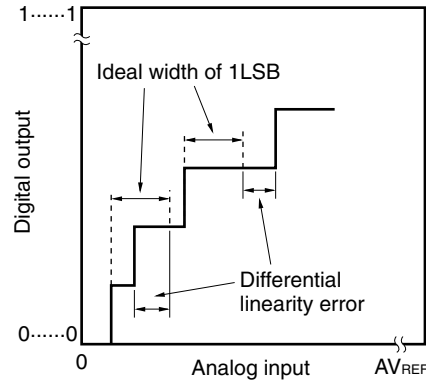 1......1
Ideal width of 1LSB
Digital output
Differential
linearity error
0......0
0
Analog input
AVREF